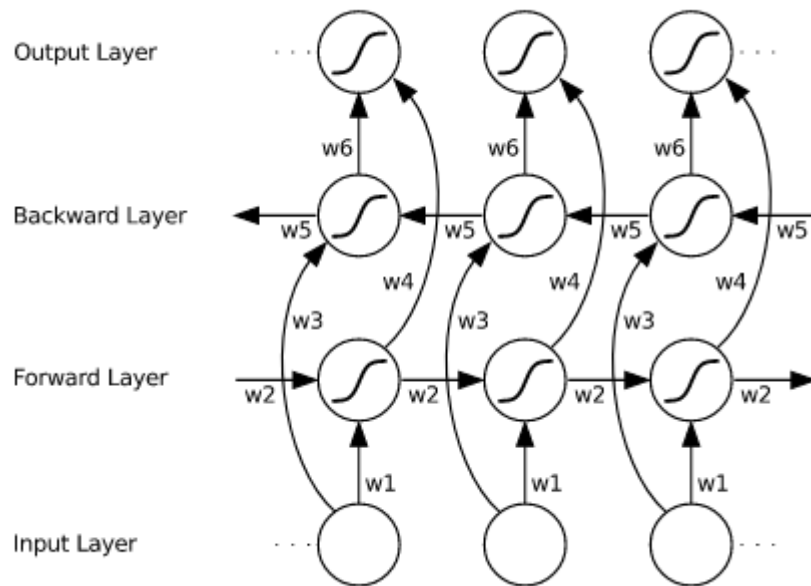 Output Layer
w6 w6 w6
Backward Layer
w5 w5 w5 w5
w4 w4 w4
w3 w3 w3
Forward Layer
w2 w2 w2 w2
w1 w1 w1
Input Layer